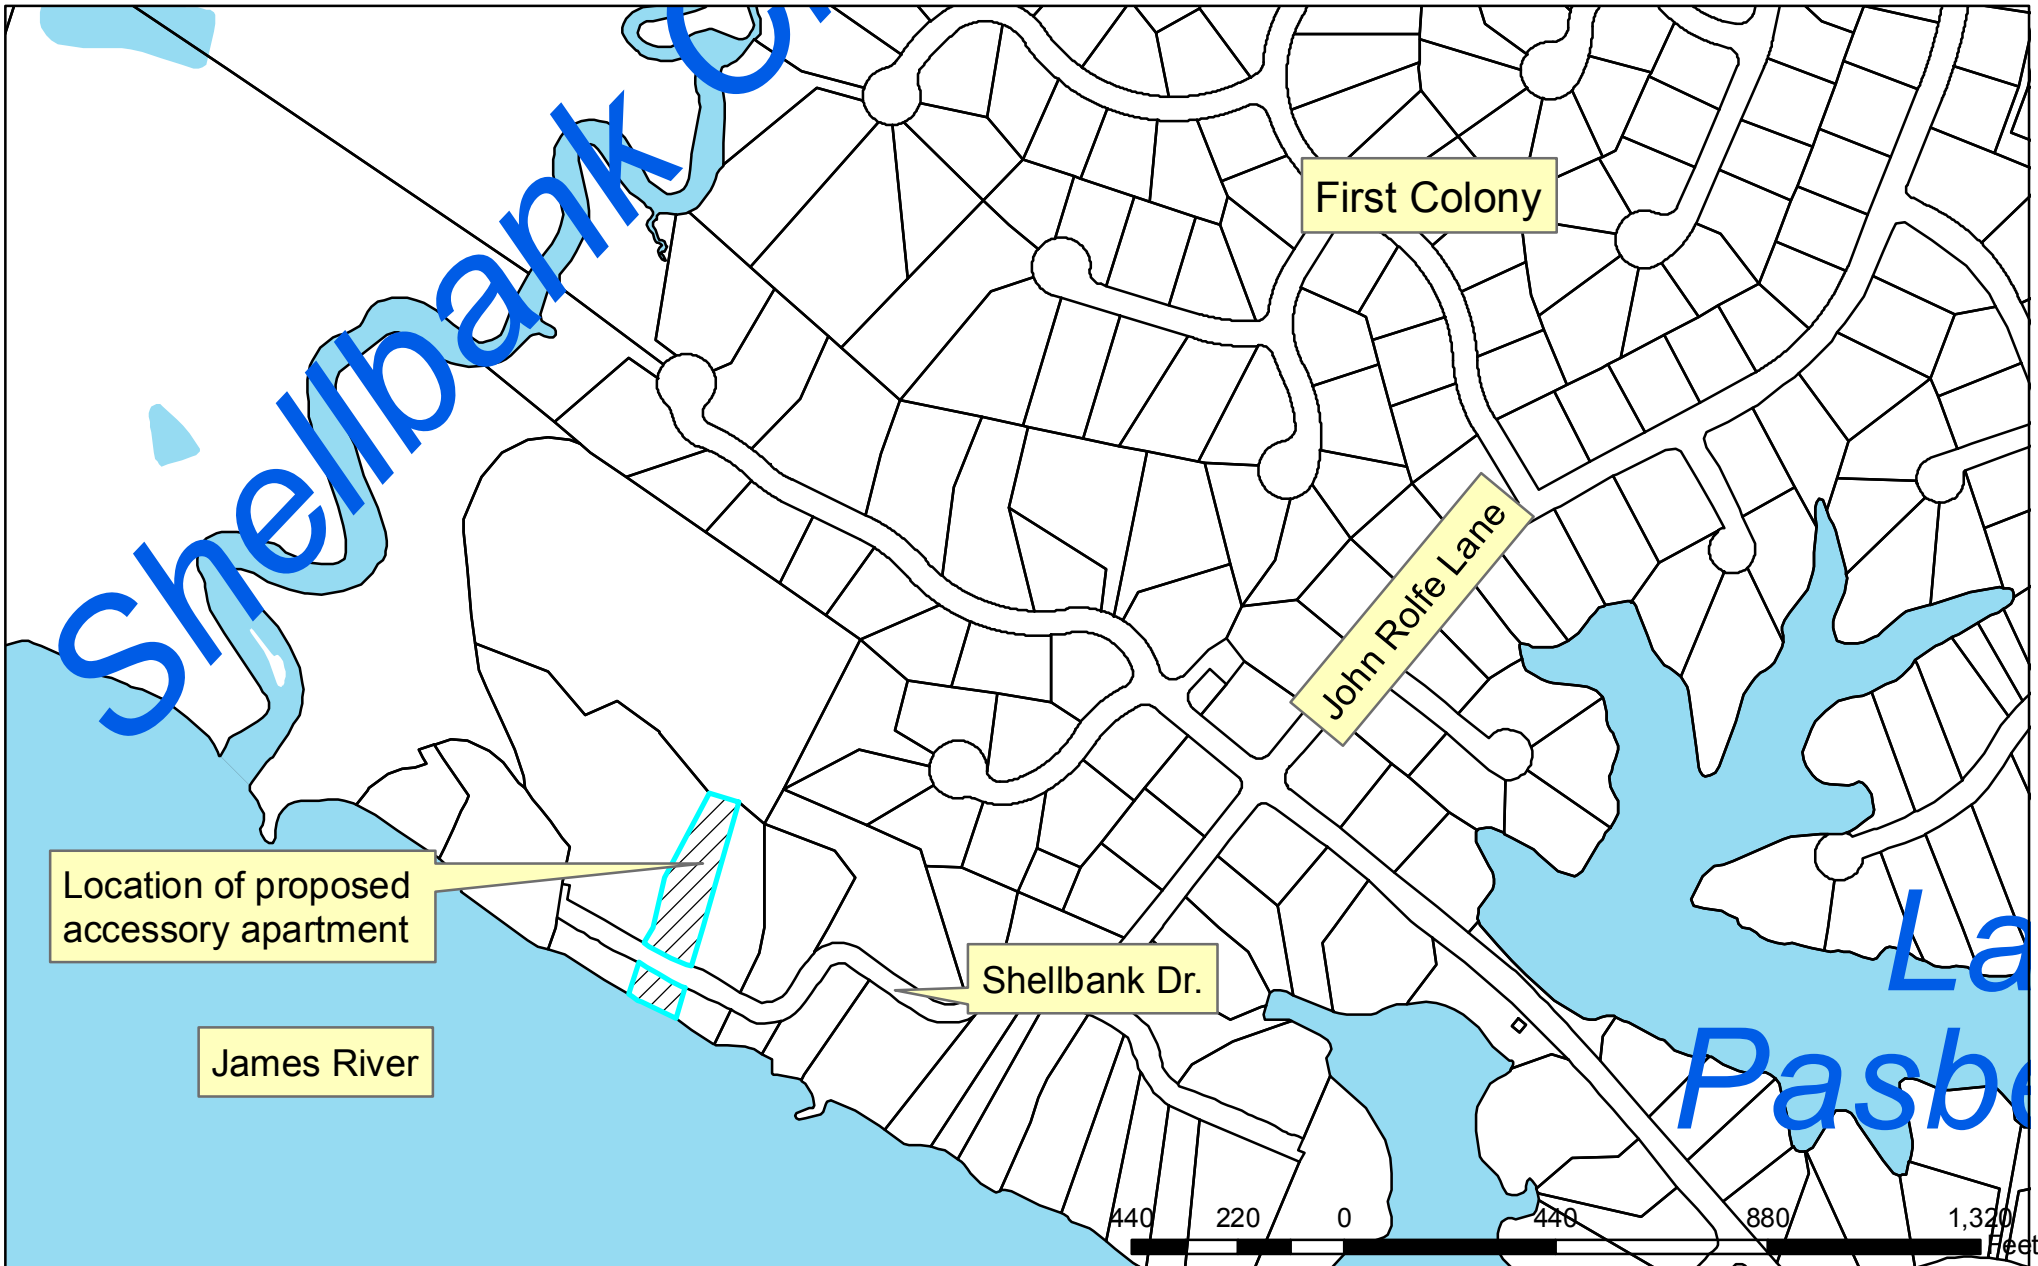 Shellbank
First Colony
John Rolfe Lane
Location of proposed
accessory apartment
Shellbank Dr.
James River
La
Pasbe
440 220 0 440 880 1,320
Feet